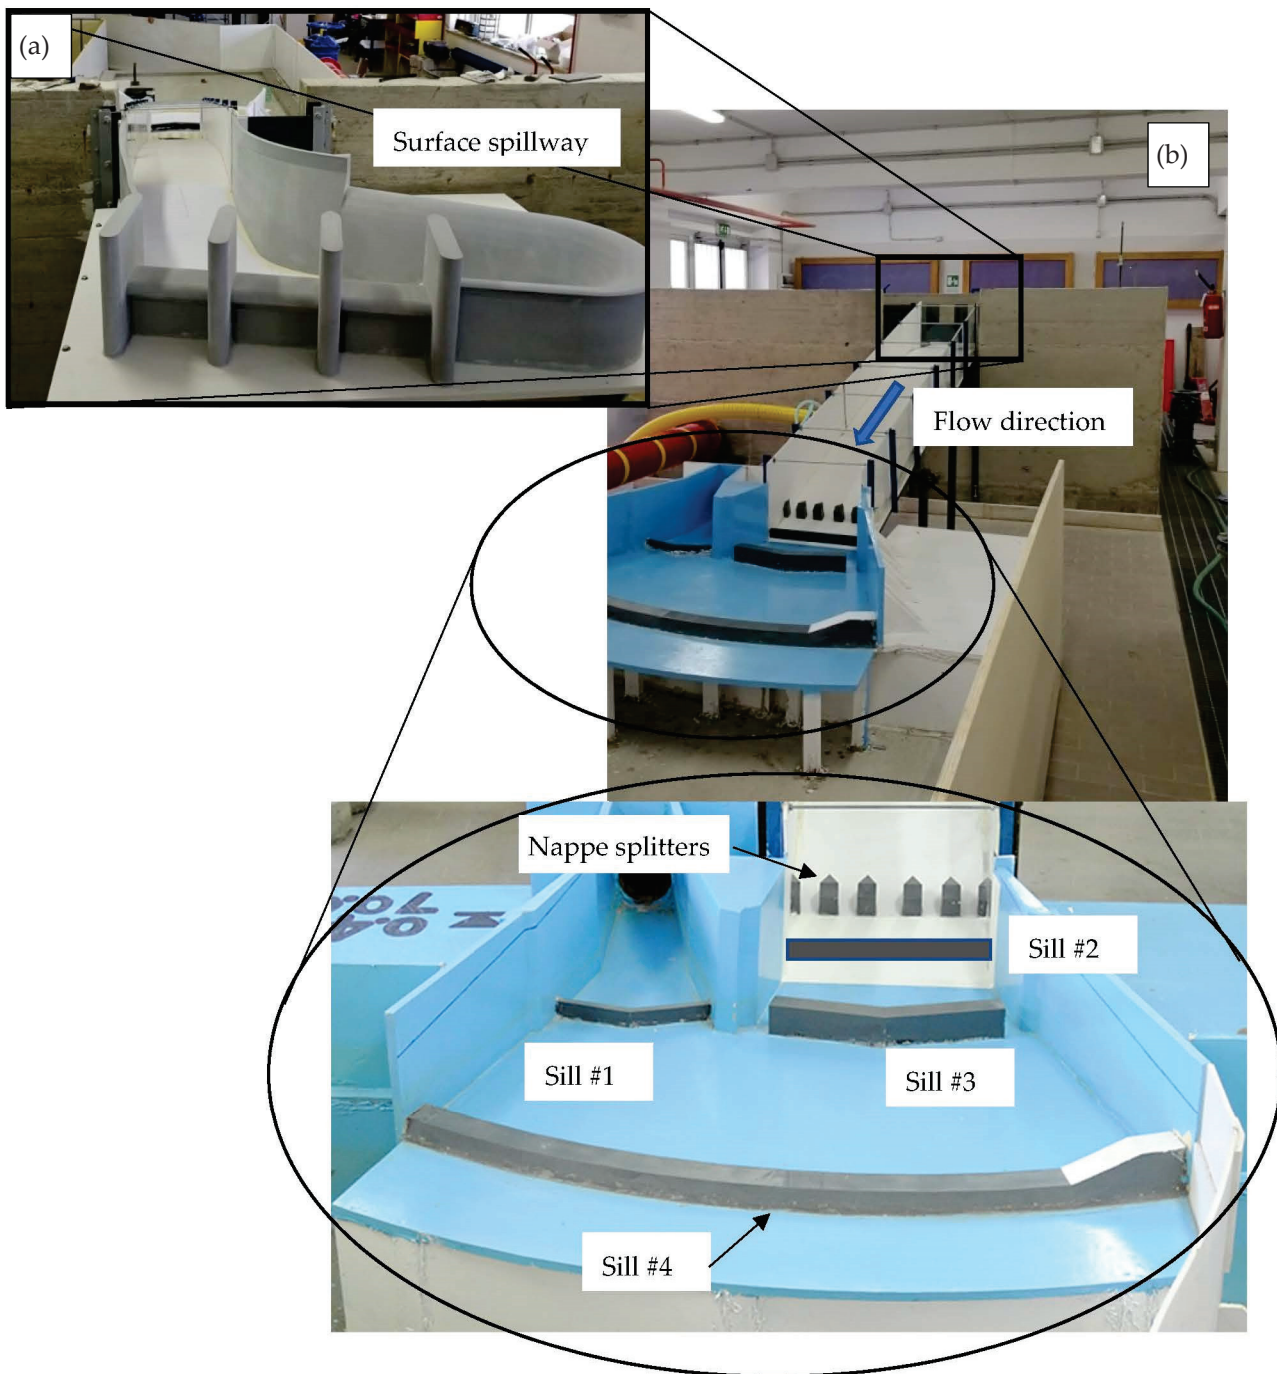 (a)
Surface spillway
(b)
Flow direction
Nappe splitters
Sill #2
Sill #1
Sill #3
Sill #4